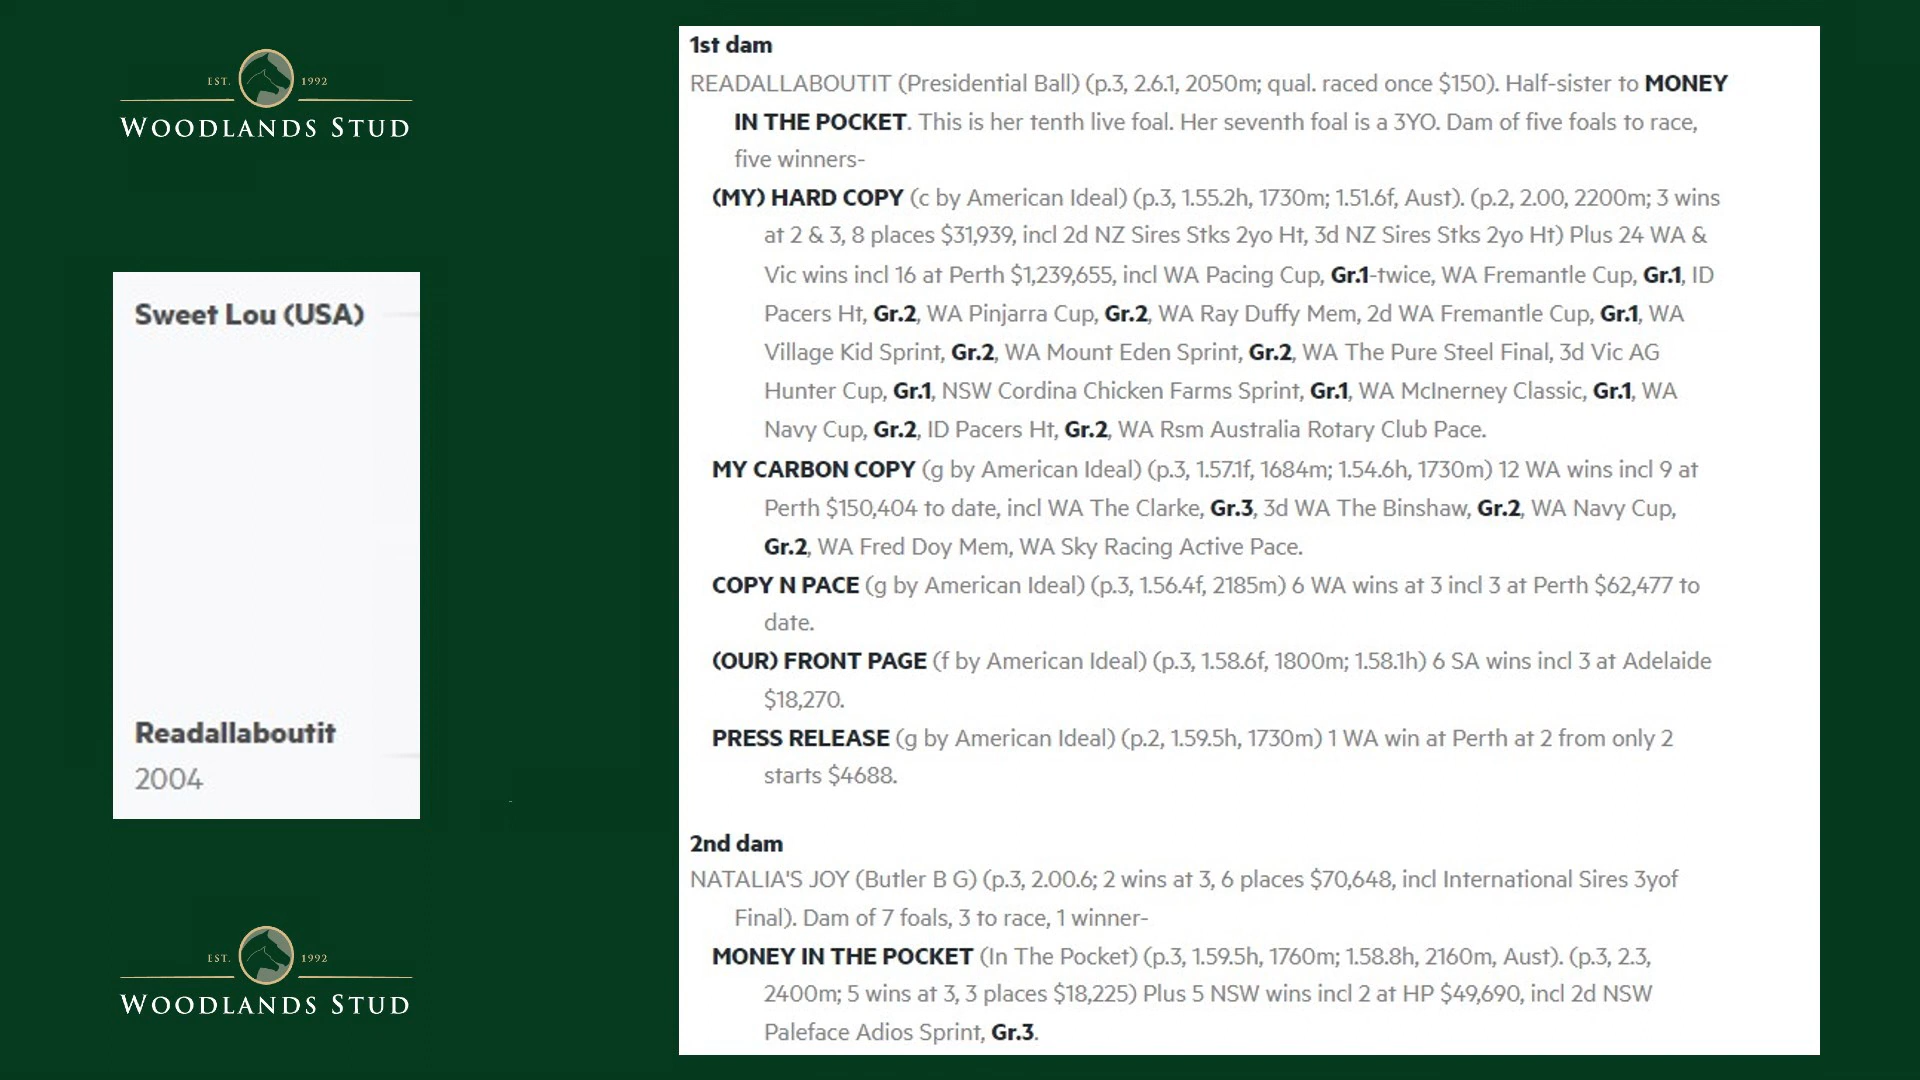 EST. 1992
WOODLANDS STUD
Sweet Lou (USA)
Readallaboutit
2004
EST. 1992
WOODLANDS STUD
1st dam
READALLABOUTIT (Presidential Ball) (p.3, 2.6.1, 2050m; qual. raced once $150). Half-sister to MONEY
IN THE POCKET. This is her tenth live foal. Her seventh foal is a 3YO. Dam of five foals to race,
five winners-
(MY) HARD COPY (c by American Ideal) (p.3, 1.55.2h, 1730m; 1.51.6f, Aust). (p.2, 2.00, 2200m; 3 wins
at 2 & 3, 8 places $31,939, incl 2d NZ Sires Stks 2yo Ht, 3d NZ Sires Stks 2yo Ht) Plus 24 WA &
Vic wins incl 16 at Perth $1,239,655, incl WA Pacing Cup, Gr.1-twice, WA Fremantle Cup, Gr.1, ID
Pacers Ht, Gr.2, WA Pinjarra Cup, Gr.2, WA Ray Duffy Mem, 2d WA Fremantle Cup, Gr.1, WA
Village Kid Sprint, Gr.2, WA Mount Eden Sprint, Gr.2, WA The Pure Steel Final, 3d Vic AG
Hunter Cup, Gr.1, NSW Cordina Chicken Farms Sprint, Gr.1, WA McInerney Classic, Gr.1, WA
Navy Cup, Gr.2, ID Pacers Ht, Gr.2, WA Rsm Australia Rotary Club Pace.
MY CARBON COPY (g by American Ideal) (p.3, 1.57.1f, 1684m; 1.54.6h, 1730m) 12 WA wins incl 9 at
Perth $150,404 to date, incl WA The Clarke, Gr.3, 3d WA The Binshaw, Gr.2, WA Navy Cup,
Gr.2, WA Fred Doy Mem, WA Sky Racing Active Pace.
COPY N PACE (g by American Ideal) (p.3, 1.56.4f, 2185m) 6 WA wins at 3 incl 3 at Perth $62,477 to
date.
(OUR) FRONT PAGE (f by American Ideal) (p.3, 1.58.6f, 1800m; 1.58.1h) 6 SA wins incl 3 at Adelaide
$18,270.
PRESS RELEASE (g by American Ideal) (p.2, 1.59.5h, 1730m) 1 WA win at Perth at 2 from only 2
starts $4688.
2nd dam
NATALIA'S JOY (Butler B G) (p.3, 2.00.6; 2 wins at 3, 6 places $70,648, incl International Sires 3yof
Final). Dam of 7 foals, 3 to race, 1 winner-
MONEY IN THE POCKET (In The Pocket) (p.3, 1.59.5h, 1760m; 1.58.8h, 2160m, Aust). (p.3, 2.3,
2400m; 5 wins at 3, 3 places $18,225) Plus 5 NSW wins incl 2 at HP $49,690, incl 2d NSW
Paleface Adios Sprint, Gr.3.